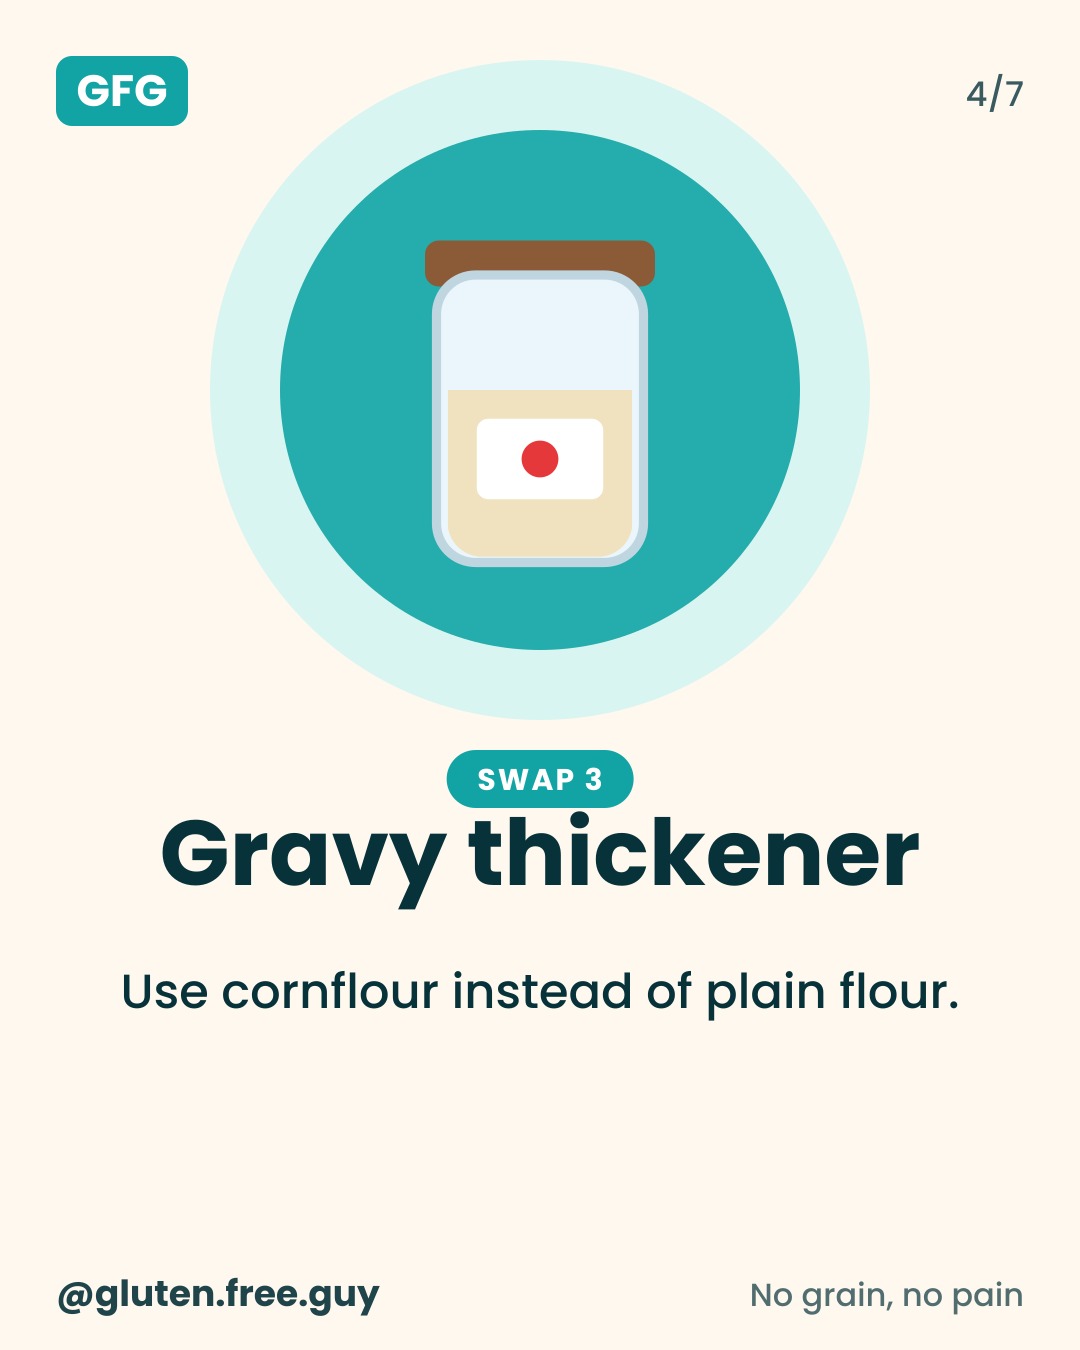 GFG
4/7
SWAP 3
Gravy thickener
Use cornflour instead of plain flour.
@gluten.free.guy
No grain, no pain